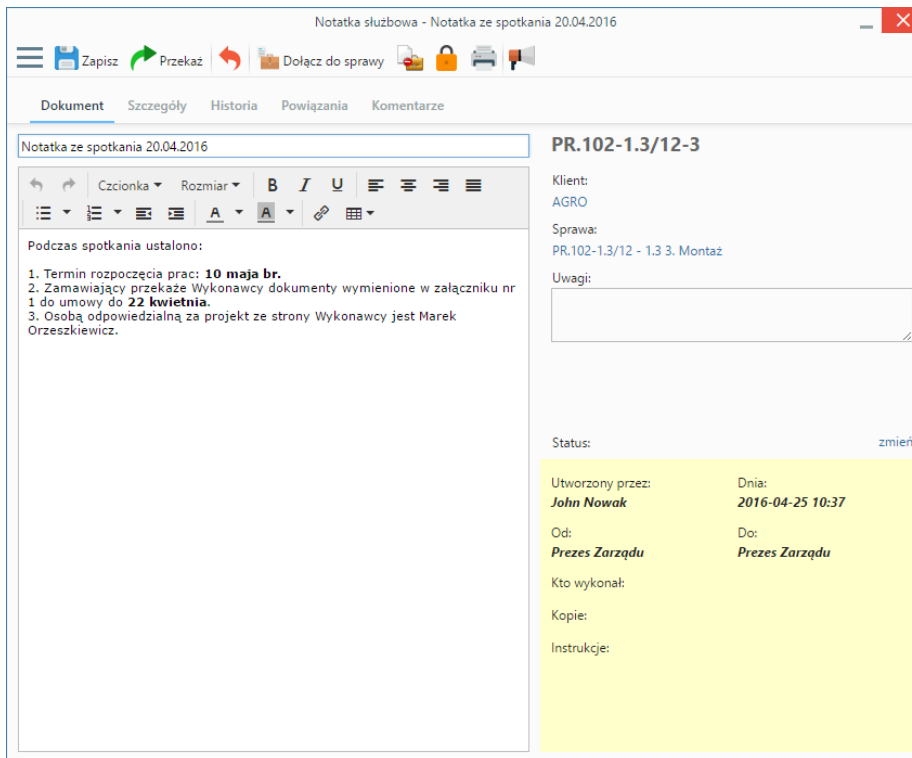 Notatka służbowa - Notatka ze spotkania 20.04.2016
Zapisz Przekaż Dołącz do sprawy
Dokument Szczegóły Historia Powiązania Komentarze
Notatka ze spotkania 20.04.2016
Czcionka Rozmiar B I U
A A
Podczas spotkania ustalono:
1. Termin rozpoczęcia prac: 10 maja br.
2. Zamawiający przekaże Wykonawcy dokumenty wymienione w załączniku nr
1 do umowy do 22 kwietnia.
3. Osobą odpowiedzialną za projekt ze strony Wykonawcy jest Marek
Orzeszkiewicz.
PR.102-1.3/12-3
Klient:
AGRO
Sprawa:
PR.102-1.3/12 - 1.3 3. Montaż
Uwagi:
Status: zmień
Utworzony przez: Dnia:
John Nowak 2016-04-25 10:37
Od: Do:
Prezes Zarządu Prezes Zarządu
Kto wykonał:
Kopie:
Instrukcje: